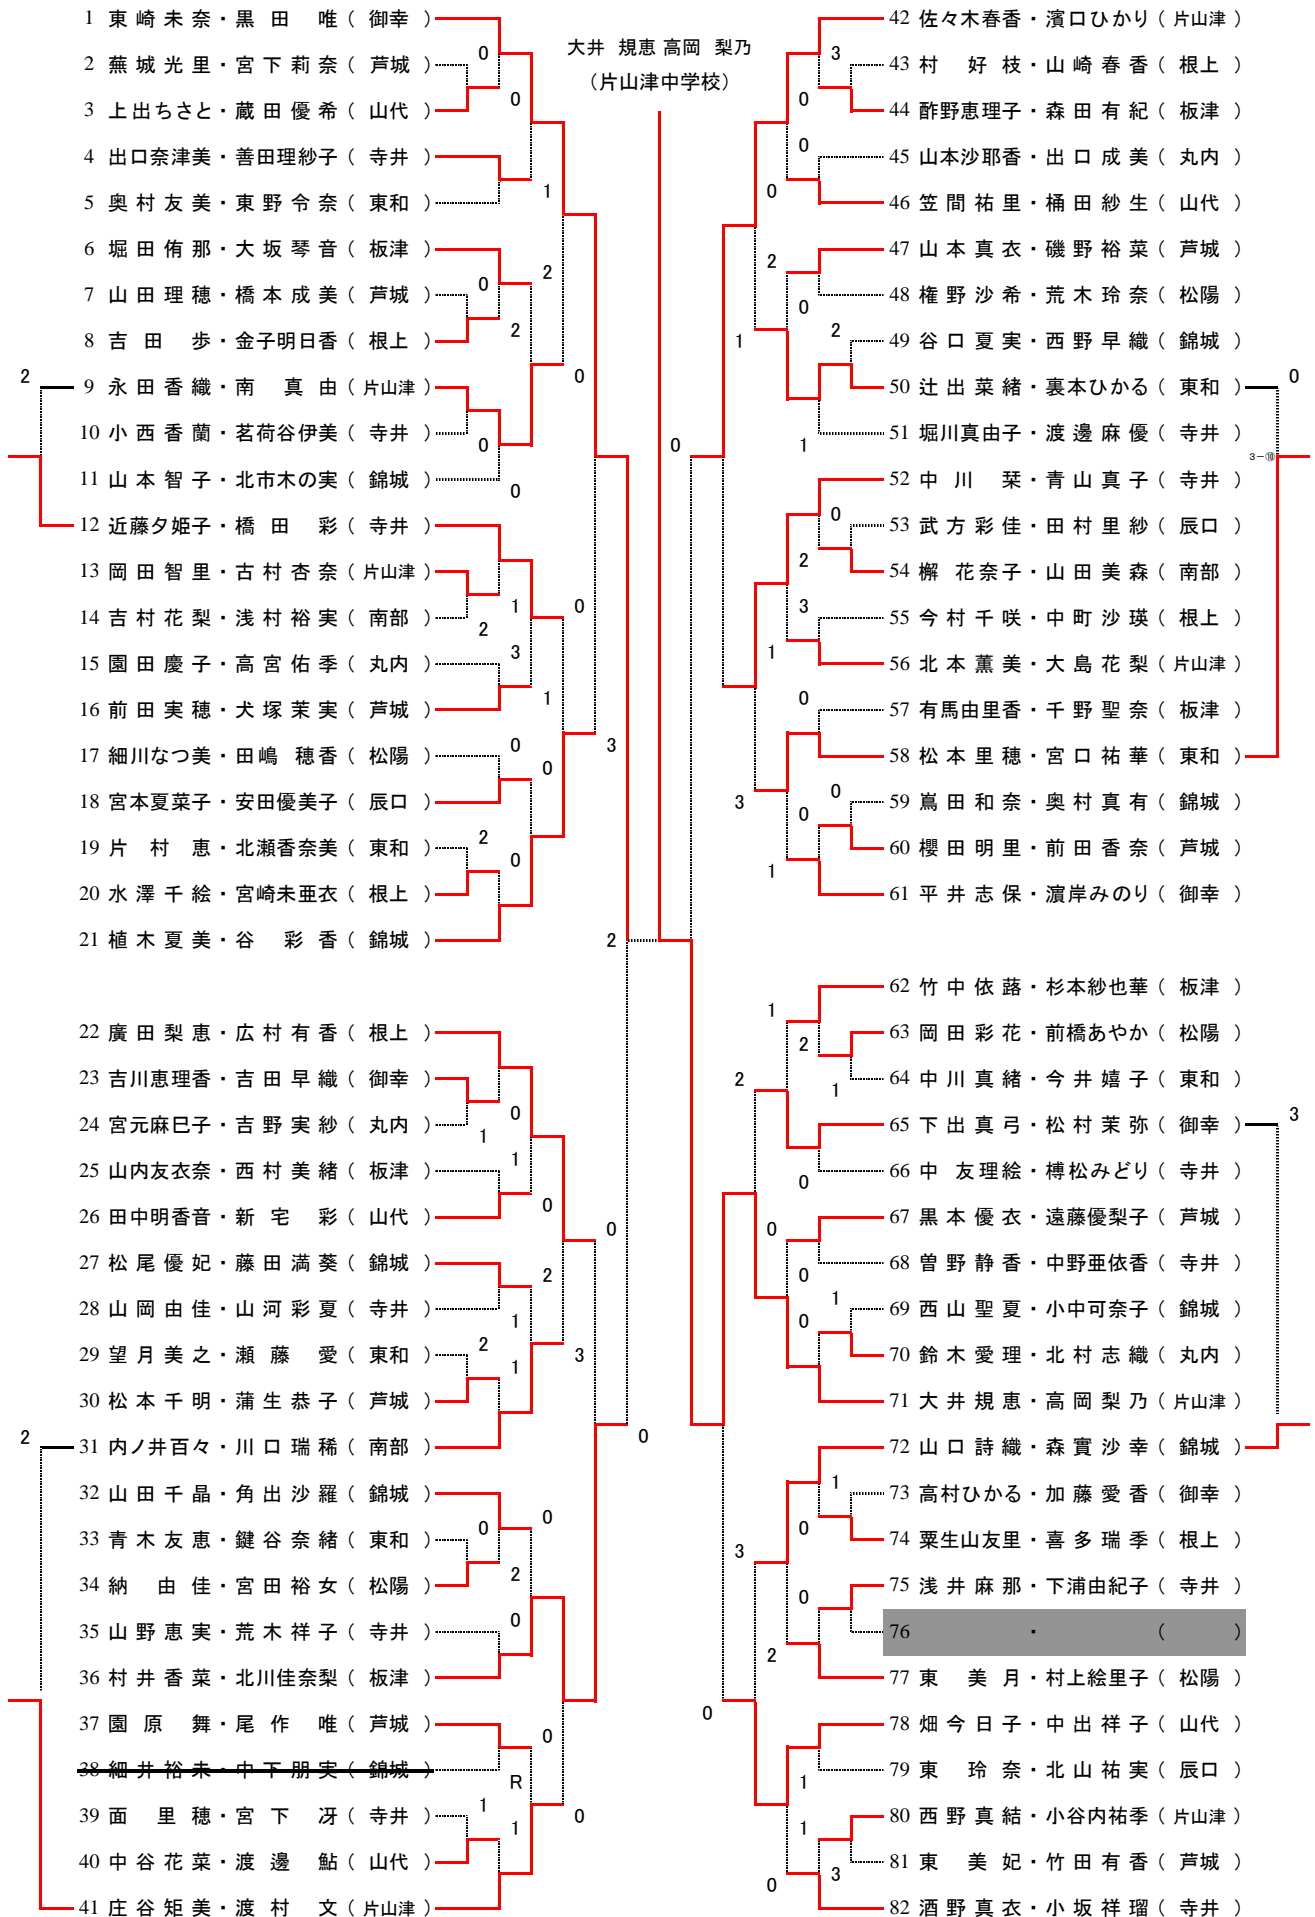 大井 規恵 高岡 梨乃
（片山津中学校）
1 東崎未奈・黒田 唯（御幸）
2 蕪城光里・宮下莉奈（芦城）
3 上出ちさと・蔵田優希（山代）
4 出口奈津美・善田理紗子（寺井）
5 奥村友美・東野令奈（東和）
6 堀田侑那・大坂琴音（板津）
7 山田理穂・橋本成美（芦城）
8 吉田 歩・金子明日香（根上）
9 永田香織・南 真由（片山津）
10 小西香蘭・茗荷谷伊美（寺井）
11 山本智子・北市木の実（錦城）
12 近藤夕姫子・橋田 彩（寺井）
13 岡田智里・古村杏奈（片山津）
14 吉村花梨・浅村裕実（南部）
15 園田慶子・高宮佑季（丸内）
16 前田実穂・犬塚茉実（芦城）
17 細川なつ美・田嶋 穂香（松陽）
18 宮本夏菜子・安田優美子（辰口）
19 片村 恵・北瀬香奈美（東和）
20 水澤千絵・宮崎未亜衣（根上）
21 植木夏美・谷 彩香（錦城）
22 廣田梨恵・広村有香（根上）
23 吉川恵理香・吉田早織（御幸）
24 宮元麻巳子・吉野実紗（丸内）
25 山内友衣奈・西村美緒（板津）
26 田中明香音・新宅 彩（山代）
27 松尾優妃・藤田満葵（錦城）
28 山岡由佳・山河彩夏（寺井）
29 望月美之・瀬藤 愛（東和）
30 松本千明・蒲生恭子（芦城）
31 内ノ井百々・川口瑞稀（南部）
32 山田千晶・角出沙羅（錦城）
33 青木友恵・鍵谷奈緒（東和）
34 納 由佳・宮田裕女（松陽）
35 山野恵実・荒木祥子（寺井）
36 村井香菜・北川佳奈梨（板津）
37 園原 舞・尾作 唯（芦城）
38 細井裕未・中下朋実（錦城）
39 面 里穂・宮下 冴（寺井）
40 中谷花菜・渡邊 鮎（山代）
41 庄谷矩美・渡村 文（片山津）
42 佐々木春香・濱口ひかり（片山津）
43 村 好枝・山崎春香（根上）
44 酢野恵理子・森田有紀（板津）
45 山本沙耶香・出口成美（丸内）
46 笠間祐里・桶田紗生（山代）
47 山本真衣・磯野裕菜（芦城）
48 権野沙希・荒木玲奈（松陽）
49 谷口夏実・西野早織（錦城）
50 辻出菜緒・裏本ひかる（東和）
51 堀川真由子・渡邊麻優（寺井）
52 中川 栞・青山真子（寺井）
53 武方彩佳・田村里紗（辰口）
54 檞 花奈子・山田美森（南部）
55 今村千咲・中町沙瑛（根上）
56 北本薫美・大島花梨（片山津）
57 有馬由里香・千野聖奈（板津）
58 松本里穂・宮口祐華（東和）
59 嶌田和奈・奥村真有（錦城）
60 櫻田明里・前田香奈（芦城）
61 平井志保・濵岸みのり（御幸）
62 竹中依蕗・杉本紗也華（板津）
63 岡田彩花・前橋あやか（松陽）
64 中川真緒・今井嬉子（東和）
65 下出真弓・松村茉弥（御幸）
66 中 友理絵・榑松みどり（寺井）
67 黒本優衣・遠藤優梨子（芦城）
68 曽野静香・中野亜依香（寺井）
69 西山聖夏・小中可奈子（錦城）
70 鈴木愛理・北村志織（丸内）
71 大井規恵・高岡梨乃（片山津）
72 山口詩織・森實沙幸（錦城）
73 高村ひかる・加藤愛香（御幸）
74 粟生山友里・喜多瑞季（根上）
75 浅井麻那・下浦由紀子（寺井）
76 ・（ ）
77 東 美月・村上絵里子（松陽）
78 畑今日子・中出祥子（山代）
79 東 玲奈・北山祐実（辰口）
80 西野真結・小谷内祐季（片山津）
81 東 美妃・竹田有香（芦城）
82 酒野真衣・小坂祥瑠（寺井）